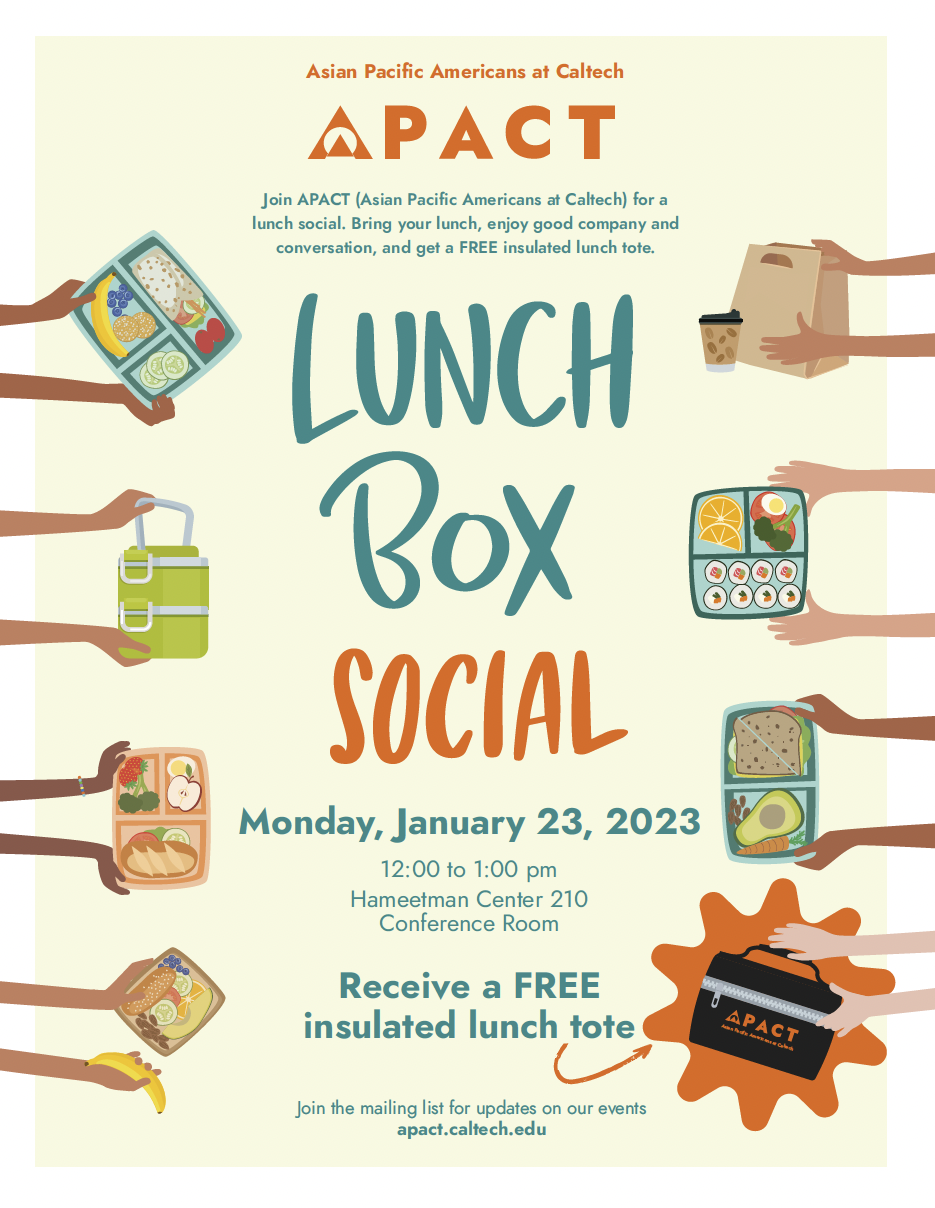 Asian Pacific Americans at Caltech
APACT
Join APACT (Asian Pacific Americans at Caltech) for a
lunch social. Bring your lunch, enjoy good company and
conversation, and get a FREE insulated lunch tote.
LUNCH
BOX
SOCIAL
Monday, January 23, 2023
12:00 to 1:00 pm
Hameetman Center 210
Conference Room
Receive a FREE
insulated lunch tote
APACT
Asian Pacific Americans at Caltech
Join the mailing list for updates on our events
apact.caltech.edu